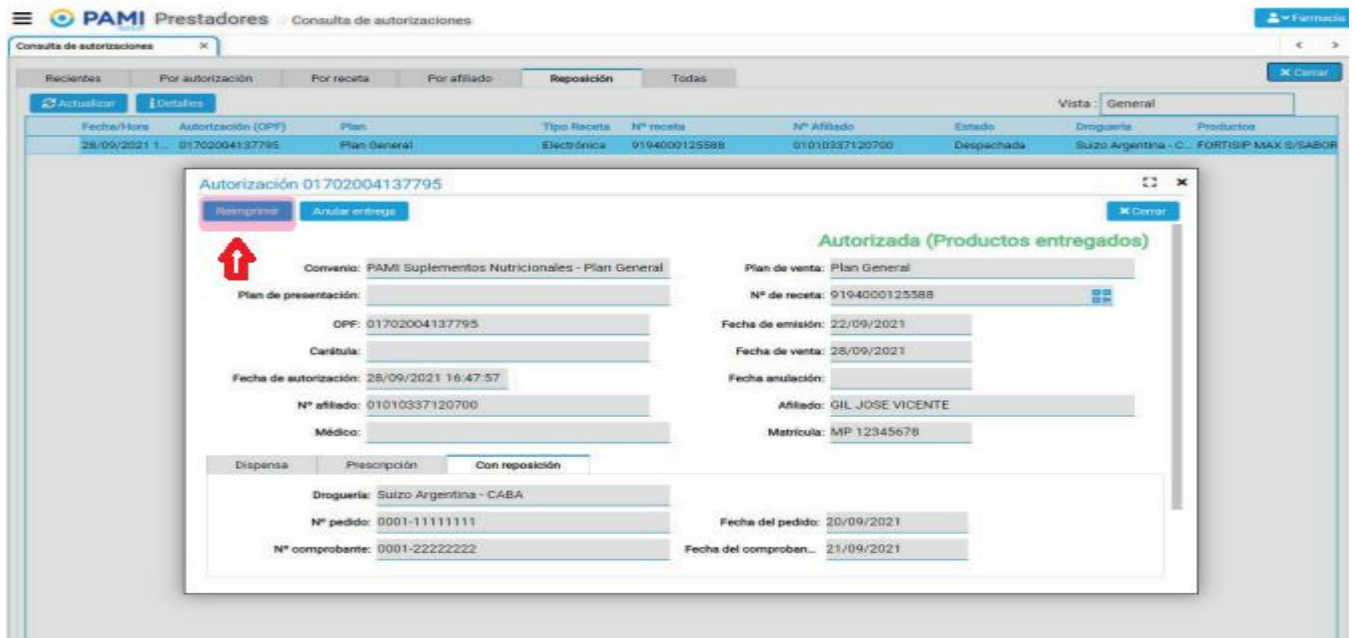 PAMI Prestadores Consulta de autorizaciones Farmacia
Consulta de autorizaciones
Recientes Por autorización Por receta Por afiliado Reposición Todas Cerrar
Actualizar Detalles Vista : General
Fecha/Hora Autorización (OPF) Plan Tipo Receta Nº receta Nº Afiliado Estado Droguería Productos
28/09/2021 1... 01702004137795 Plan General Electrónica 9194000125588 01010337120700 Despachada Suizo Argentina - C... FORTISIP MAX S/SABOR
Autorización 01702004137795
Reimprimir Anular entrega Cerrar
Autorizada (Productos entregados)
Convenio: PAMI Suplementos Nutricionales - Plan General Plan de venta: Plan General
Plan de presentación: Nº de receta: 9194000125588
OPF: 01702004137795 Fecha de emisión: 22/09/2021
Carátula: Fecha de venta: 28/09/2021
Fecha de autorización: 28/09/2021 16:47:57 Fecha anulación:
Nº afiliado: 01010337120700 Afiliado: GIL JOSE VICENTE
Médico: Matrícula: MP 12345678
Dispensa Prescripción Con reposición
Droguería: Suizo Argentina - CABA
Nº pedido: 0001-11111111 Fecha del pedido: 20/09/2021
Nº comprobante: 0001-22222222 Fecha del comproban... 21/09/2021